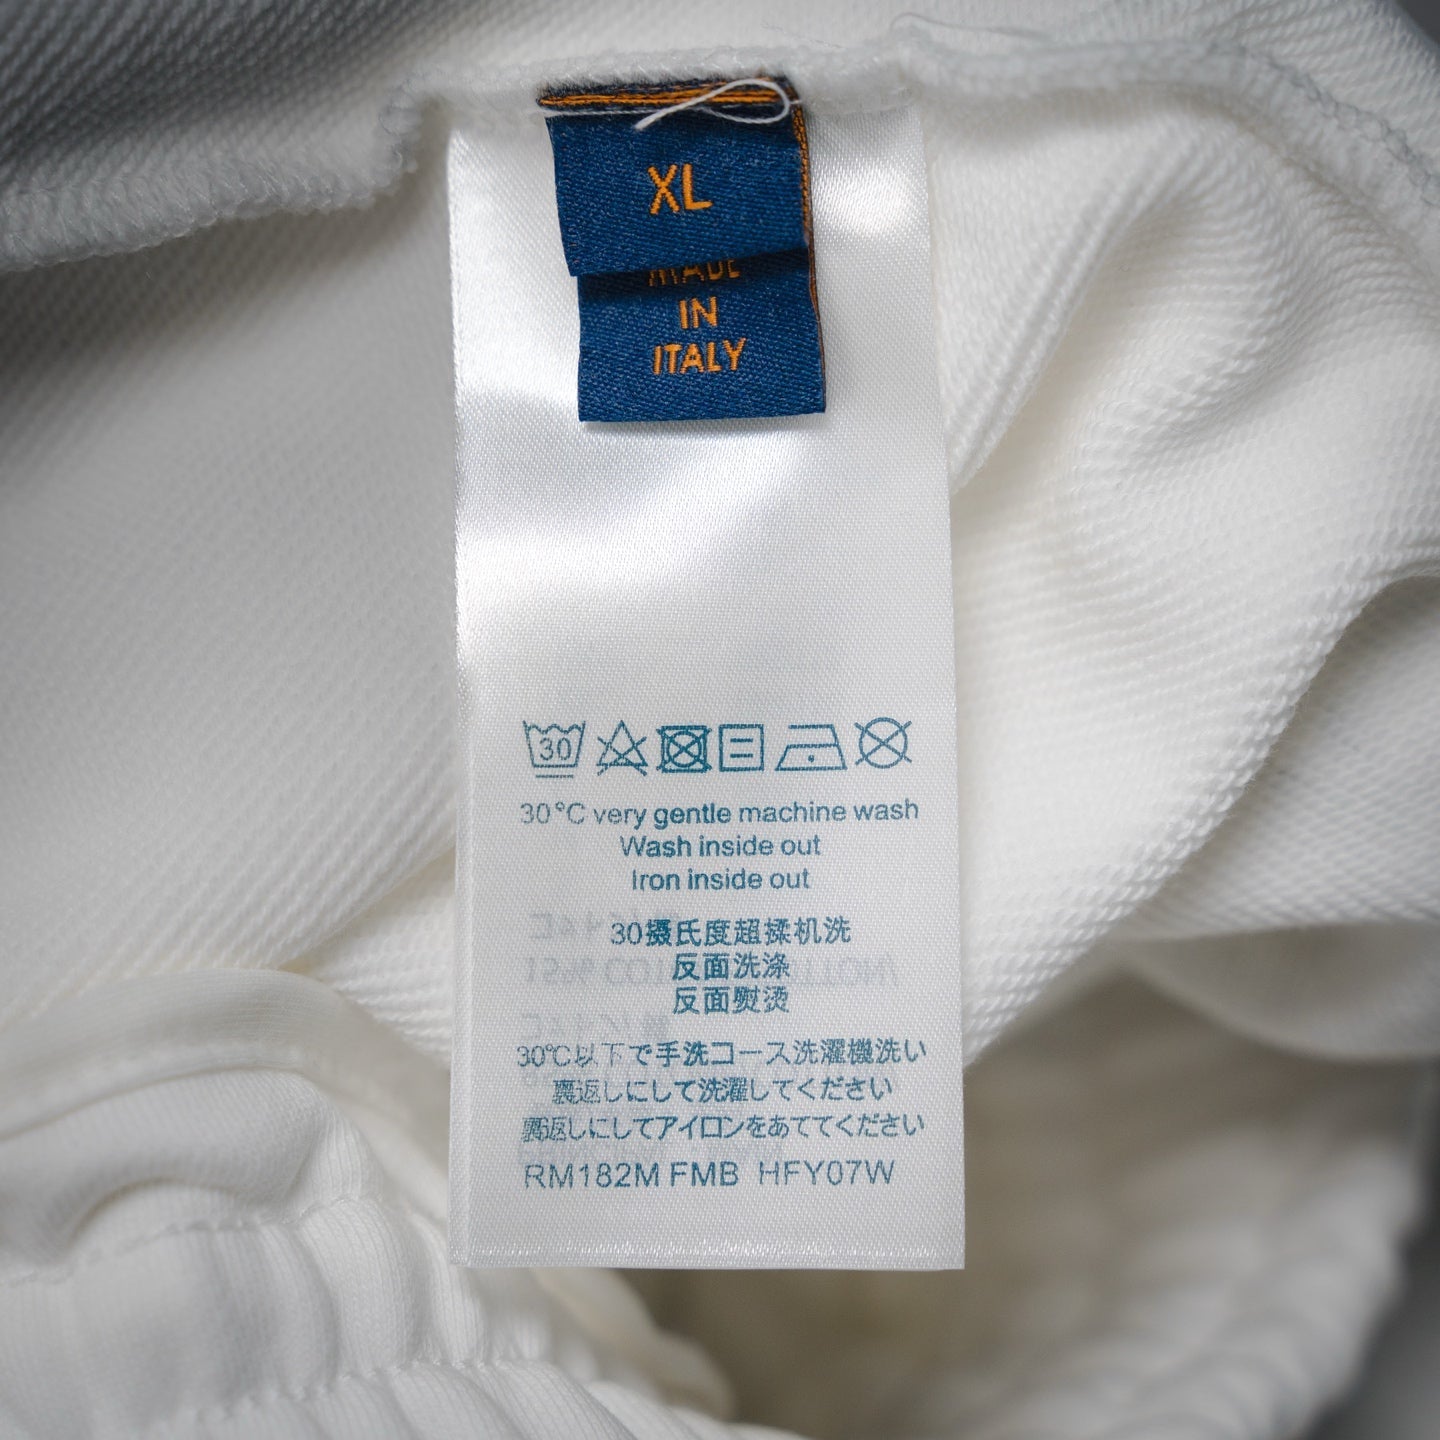 XL
MADE
IN
ITALY
30
30°C very gentle machine wash
Wash inside out
Iron inside out
30摄氏度超揉机洗
反面洗涤
反面熨烫
30℃以下で手洗コース洗濯機洗い
裏返しにして洗濯してください
裏返しにしてアイロンをあててください
RM182M FMB HFY07W